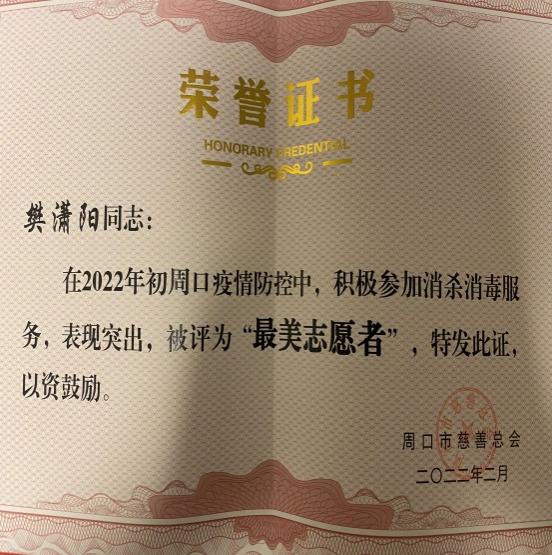 荣誉证书
HONORARY CREDENTIAL
樊潇阳同志：
在2022年初周口疫情防控中，积极参加消杀消毒服
务，表现突出，被评为“最美志愿者”，特发此证，
以资鼓励。
周口市慈善总会
二〇二二年二月